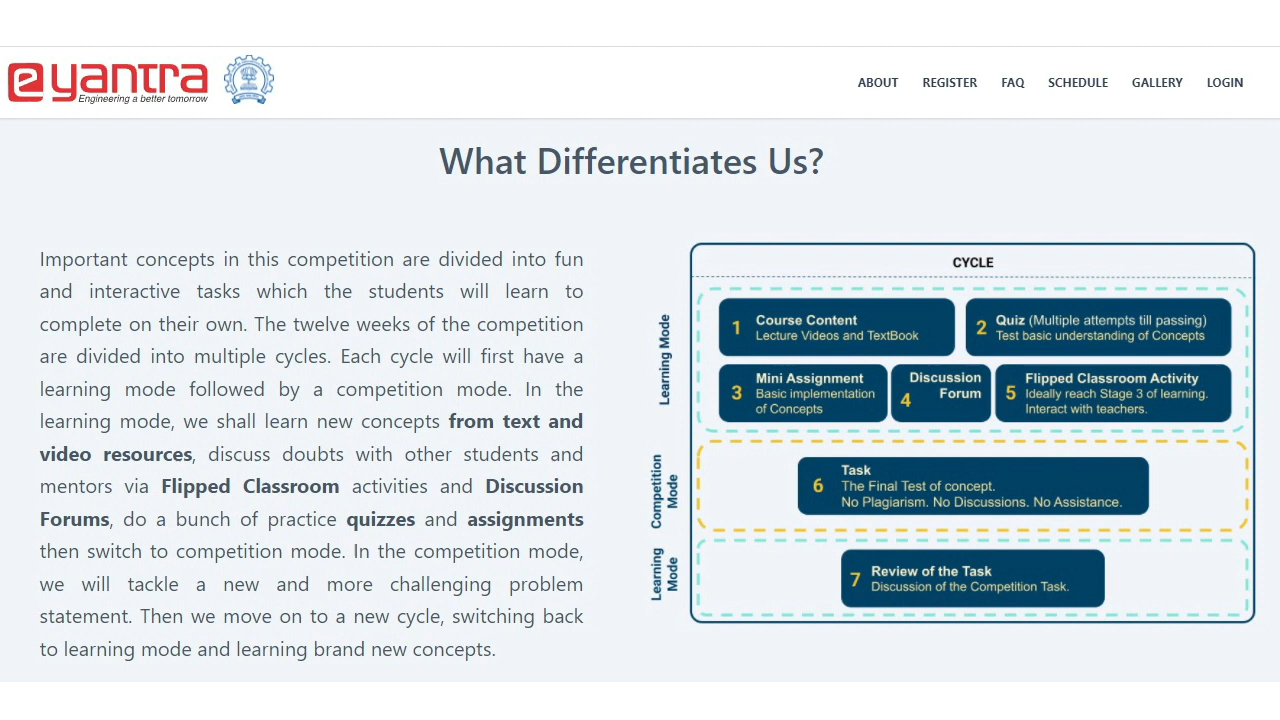 e yantra
Engineering a better tomorrow
ABOUT REGISTER FAQ SCHEDULE GALLERY LOGIN
What Differentiates Us?
Important concepts in this competition are divided into fun
and interactive tasks which the students will learn to
complete on their own. The twelve weeks of the competition
are divided into multiple cycles. Each cycle will first have a
learning mode followed by a competition mode. In the
learning mode, we shall learn new concepts from text and
video resources, discuss doubts with other students and
mentors via Flipped Classroom activities and Discussion
Forums, do a bunch of practice quizzes and assignments
then switch to competition mode. In the competition mode,
we will tackle a new and more challenging problem
statement. Then we move on to a new cycle, switching back
to learning mode and learning brand new concepts.
CYCLE
Learning Mode
1 Course Content
Lecture Videos and TextBook
2 Quiz (Multiple attempts till passing)
Test basic understanding of Concepts
3 Mini Assignment
Basic implementation
of Concepts
Discussion
4 Forum
5 Flipped Classroom Activity
Ideally reach Stage 3 of learning.
Interact with teachers.
Competition
Mode
6 Task
The Final Test of concept.
No Plagiarism. No Discussions. No Assistance.
Learning
Mode
7 Review of the Task
Discussion of the Competition Task.